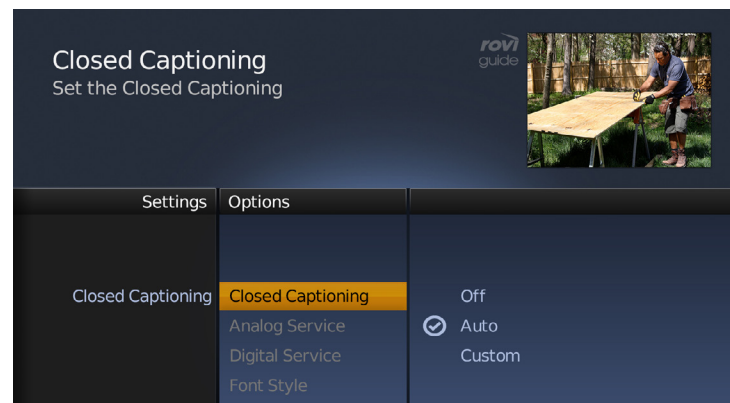 Closed Captioning
Set the Closed Captioning
rovi
guide
Settings
Options
Closed Captioning
Closed Captioning
Off
Analog Service
Auto
Digital Service
Custom
Font Style